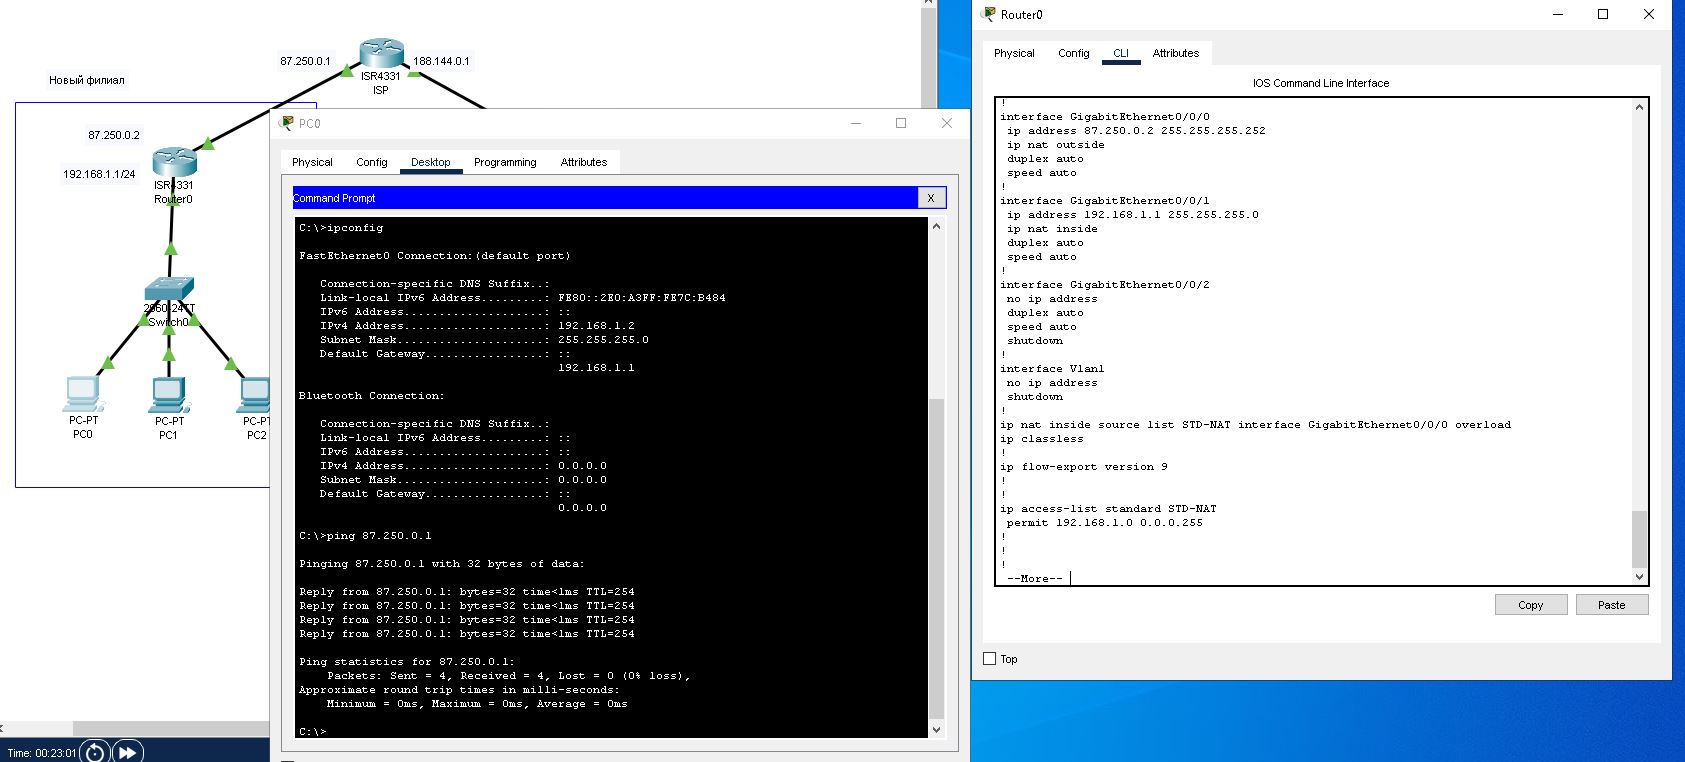 87.250.0.1
188.144.0.1
ISR4331
ISP
Новый филиал
87.250.0.2
192.168.1.1/24
ISR4331
Router0
2960-24TT
Switch0
PC-PT
PC0
PC-PT
PC1
PC-PT
PC2
Time: 00:23:01
PC0
Physical Config Desktop Programming Attributes
Command Prompt
X
C:\>ipconfig
FastEthernet0 Connection:(default port)
Connection-specific DNS Suffix..:
Link-local IPv6 Address.........: FE80::2E0:A3FF:FE7C:B484
IPv6 Address....................: ::
IPv4 Address....................: 192.168.1.2
Subnet Mask.....................: 255.255.255.0
Default Gateway.................: ::
192.168.1.1
Bluetooth Connection:
Connection-specific DNS Suffix..:
Link-local IPv6 Address.........: ::
IPv6 Address....................: ::
IPv4 Address....................: 0.0.0.0
Subnet Mask.....................: 0.0.0.0
Default Gateway.................: ::
0.0.0.0
C:\>ping 87.250.0.1
Pinging 87.250.0.1 with 32 bytes of data:
Reply from 87.250.0.1: bytes=32 time<1ms TTL=254
Reply from 87.250.0.1: bytes=32 time<1ms TTL=254
Reply from 87.250.0.1: bytes=32 time<1ms TTL=254
Reply from 87.250.0.1: bytes=32 time<1ms TTL=254
Ping statistics for 87.250.0.1:
Packets: Sent = 4, Received = 4, Lost = 0 (0% loss),
Approximate round trip times in milli-seconds:
Minimum = 0ms, Maximum = 0ms, Average = 0ms
C:\>
Router0
Physical Config CLI Attributes
IOS Command Line Interface
!
interface GigabitEthernet0/0/0
ip address 87.250.0.2 255.255.255.252
ip nat outside
duplex auto
speed auto
!
interface GigabitEthernet0/0/1
ip address 192.168.1.1 255.255.255.0
ip nat inside
duplex auto
speed auto
!
interface GigabitEthernet0/0/2
no ip address
duplex auto
speed auto
shutdown
!
interface Vlan1
no ip address
shutdown
!
ip nat inside source list STD-NAT interface GigabitEthernet0/0/0 overload
ip classless
!
ip flow-export version 9
!
!
ip access-list standard STD-NAT
permit 192.168.1.0 0.0.0.255
!
!
!
--More--
Copy Paste
Top